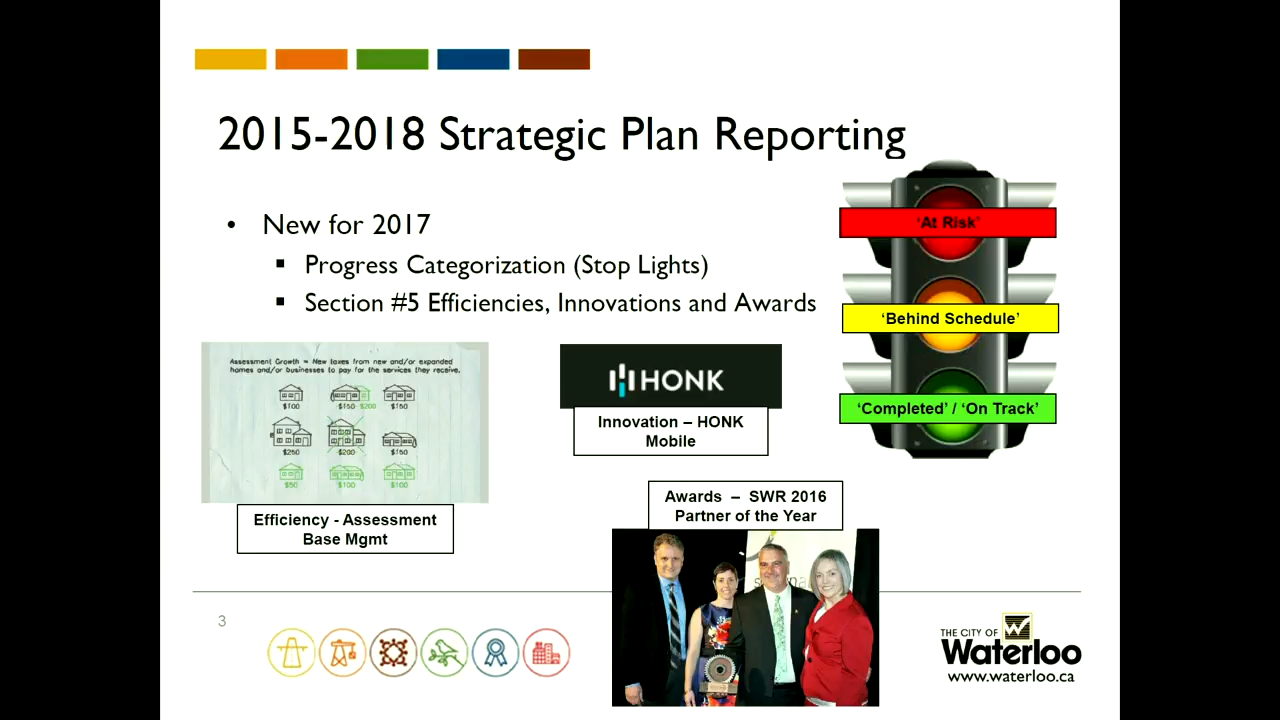 2015-2018 Strategic Plan Reporting
• New for 2017
▪ Progress Categorization (Stop Lights)
▪ Section #5 Efficiencies, Innovations and Awards
'At Risk'
'Behind Schedule'
'Completed' / 'On Track'
Assessment Growth = New taxes from new and/or expanded
homes and/or businesses to pay for the services they receive.
$100 $150 $200 $150
$250 $200 $150
$50 $100 $100
Efficiency - Assessment
Base Mgmt
HONK
Innovation – HONK
Mobile
Awards – SWR 2016
Partner of the Year
3
THE CITY OF
Waterloo
www.waterloo.ca